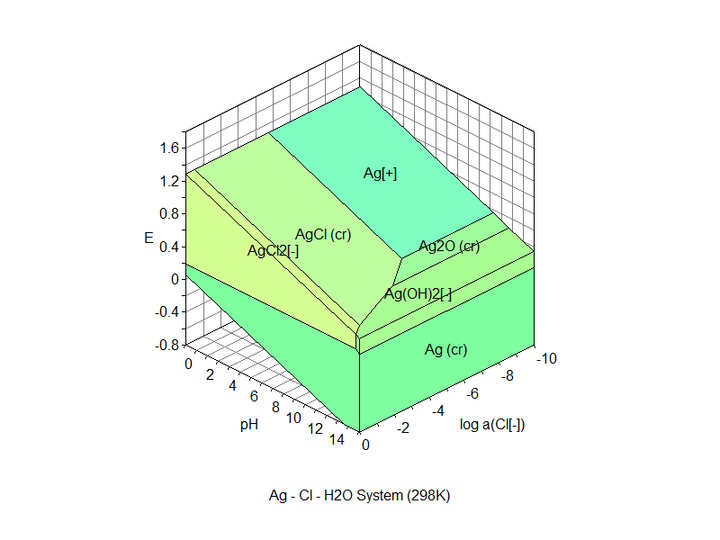 1.6
1.2
0.8
E
0.4
0
-0.4
-0.8
Ag[+]
AgCl (cr)
AgCl2[-]
Ag2O (cr)
Ag(OH)2[-]
Ag (cr)
0
2
4
6
8
10
12
14
pH
0
-2
-4
-6
-8
-10
log a(Cl[-])
Ag - Cl - H2O System (298K)